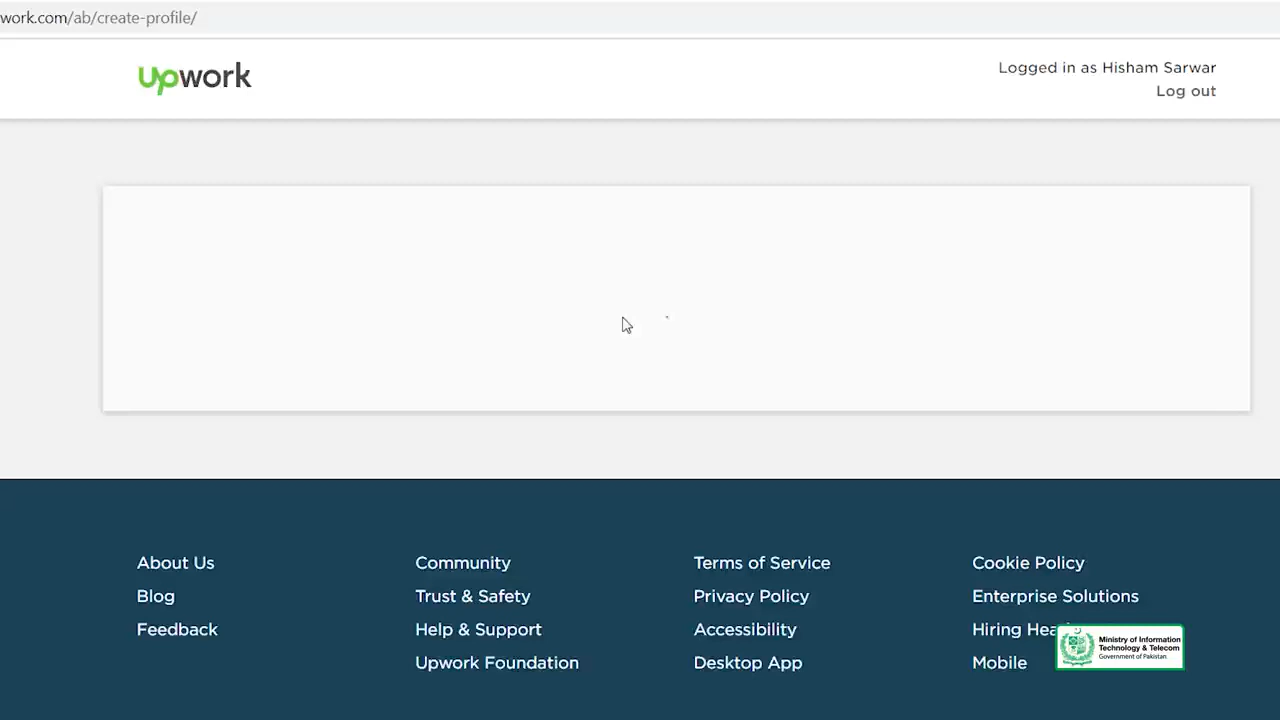 work.com/ab/create-profile/
upwork
Logged in as Hisham Sarwar
Log out
About Us
Community
Terms of Service
Cookie Policy
Blog
Trust & Safety
Privacy Policy
Enterprise Solutions
Feedback
Help & Support
Accessibility
Hiring
Upwork Foundation
Desktop App
Mobile
Ministry of Information
Technology & Telecom
Government of Pakistan